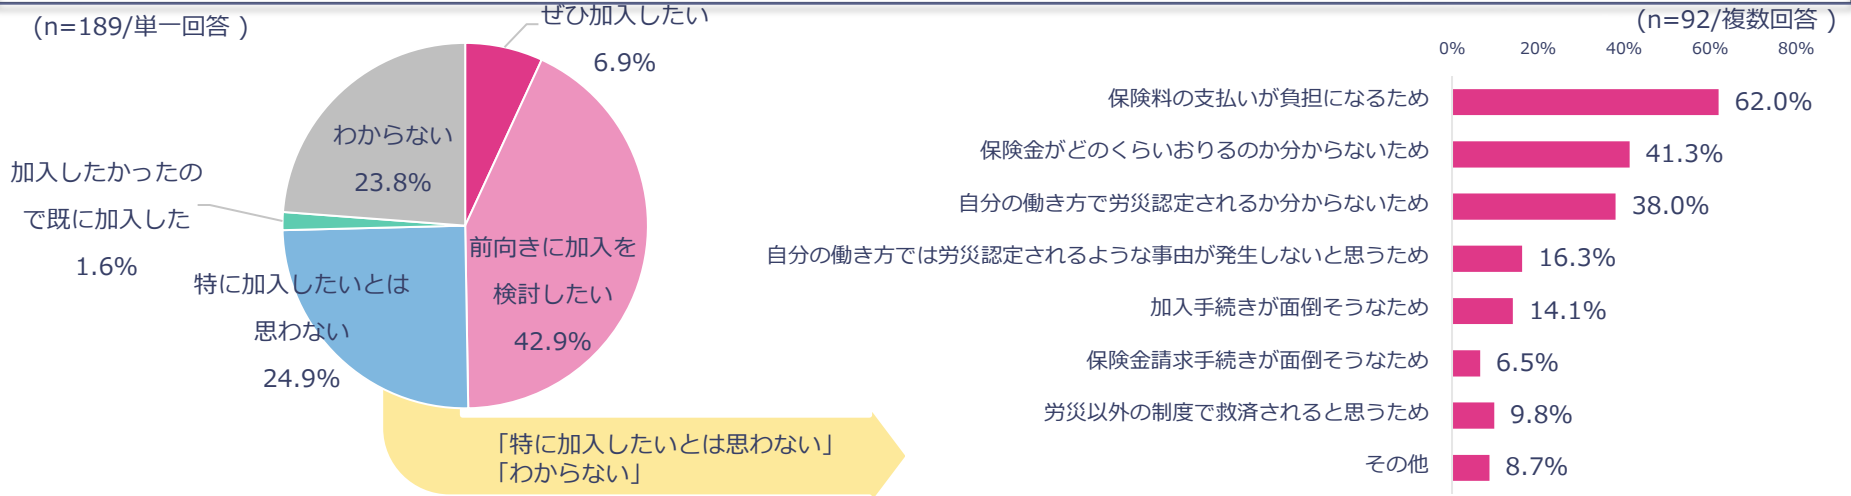 (n=189/単一回答 )
ぜひ加入したい
6.9%
わからない
23.8%
加入したかったの
で既に加入した
1.6%
前向きに加入を
検討したい
42.9%
特に加入したいとは
思わない
24.9%
「特に加入したいとは思わない」
「わからない」
(n=92/複数回答 )
0% 20% 40% 60% 80%
保険料の支払いが負担になるため 62.0%
保険金がどのくらいおりるのか分からないため 41.3%
自分の働き方で労災認定されるか分からないため 38.0%
自分の働き方では労災認定されるような事由が発生しないと思うため 16.3%
加入手続きが面倒そうなため 14.1%
保険金請求手続きが面倒そうなため 6.5%
労災以外の制度で救済されると思うため 9.8%
その他 8.7%